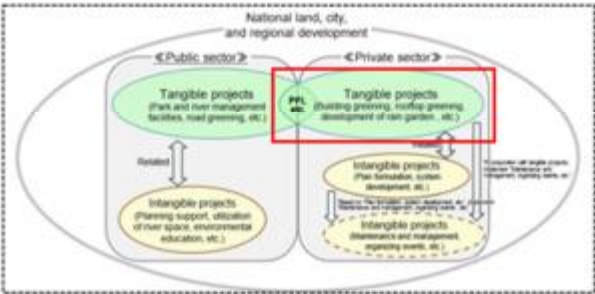 National land, city,
and regional development
≪Public sector≫
≪Private sector≫
Tangible projects
(Park and river management
facilities, road greening, etc.)
PFI,
etc.
Tangible projects
(Building greening, rooftop greening,
development of rain garden, etc.)
Related
Related
Intangible projects
(Plan formulation, system
development, etc.)
Intangible projects
(Planning support, utilization
of river space, environmental
education, etc.)
Intangible projects
(Maintenance and management,
organizing events, etc.)